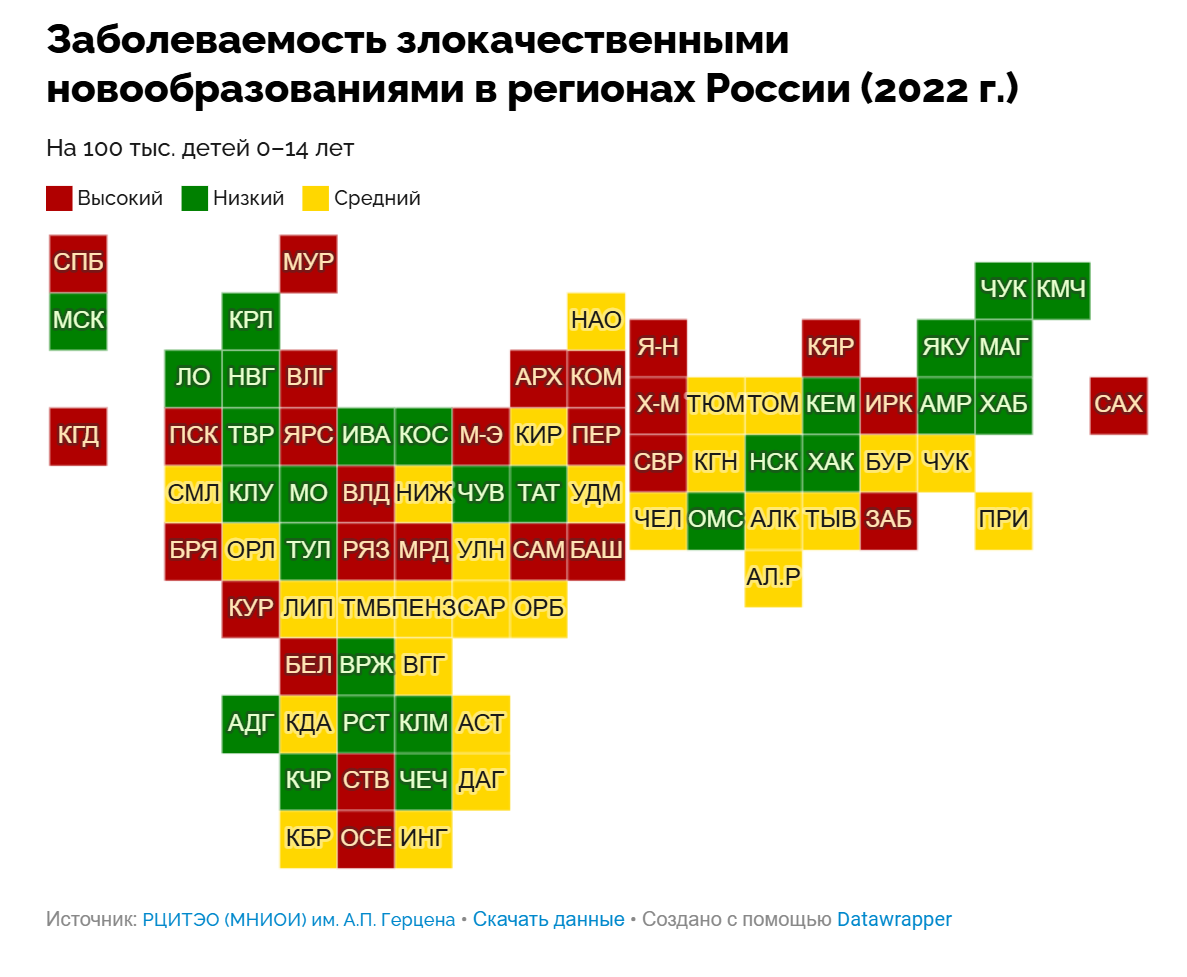 Заболеваемость злокачественными
новообразованиями в регионах России (2022 г.)
На 100 тыс. детей 0–14 лет
Высокий Низкий Средний
СПБ МУР
ЧУК КМЧ
МСК КРЛ НАО
Я-Н КЯР ЯКУ МАГ
ЛО НВГ ВЛГ АРХ КОМ
Х-М ТЮМ ТОМ КЕМ ИРК АМР ХАБ САХ
КГД ПСК ТВР ЯРС ИВА КОС М-Э КИР ПЕР
СВР КГН НСК ХАК БУР ЧУК
СМЛ КЛУ МО ВЛД НИЖ ЧУВ ТАТ УДМ
ЧЕЛ ОМС АЛК ТЫВ ЗАБ ПРИ
БРЯ ОРЛ ТУЛ РЯЗ МРД УЛН САМ БАШ
АЛ.Р
КУР ЛИП ТМБ ПЕНЗ САР ОРБ
БЕЛ ВРЖ ВГГ
АДГ КДА РСТ КЛМ АСТ
КЧР СТВ ЧЕЧ ДАГ
КБР ОСЕ ИНГ
Источник: РЦИТЭО (МНИОИ) им. А.П. Герцена • Скачать данные • Создано с помощью Datawrapper